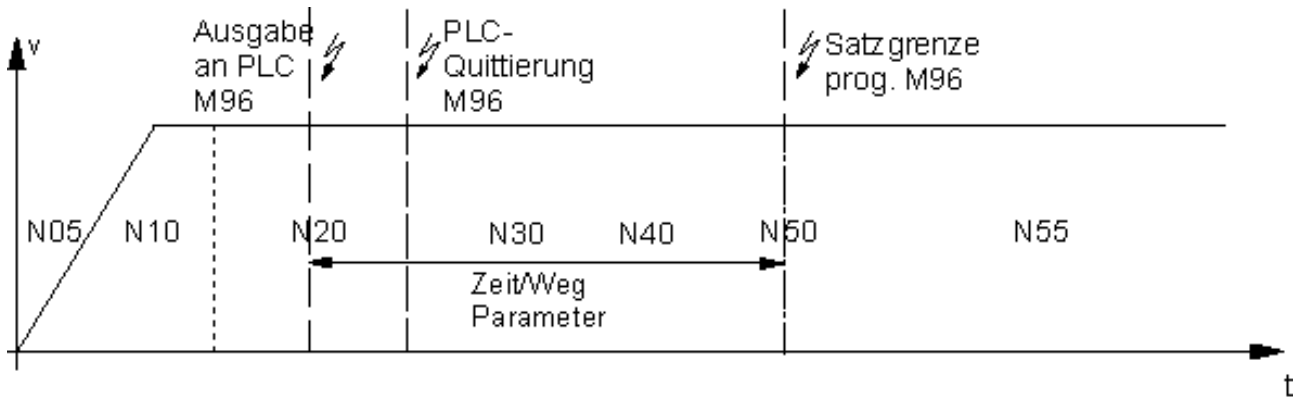 v
Ausgabe
an PLC
M96
PLC-
Quittierung
M96
Satzgrenze
prog. M96
N05
N10
N20
N30
N40
N50
N55
Zeit/Weg
Parameter
t